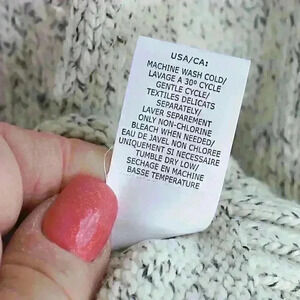 USA/CA:
MACHINE WASH COLD/
LAVAGE A 30º CYCLE
GENTLE CYCLE/
TEXTILES DELICATS
SEPARATELY/
LAVER SEPAREMENT
ONLY NON-CHLORINE
BLEACH WHEN NEEDED/
EAU DE JAVEL NON CHLOREE
UNIQUEMENT SI NECESSAIRE
TUMBLE DRY LOW/
SECHAGE EN MACHINE
BASSE TEMPERATURE